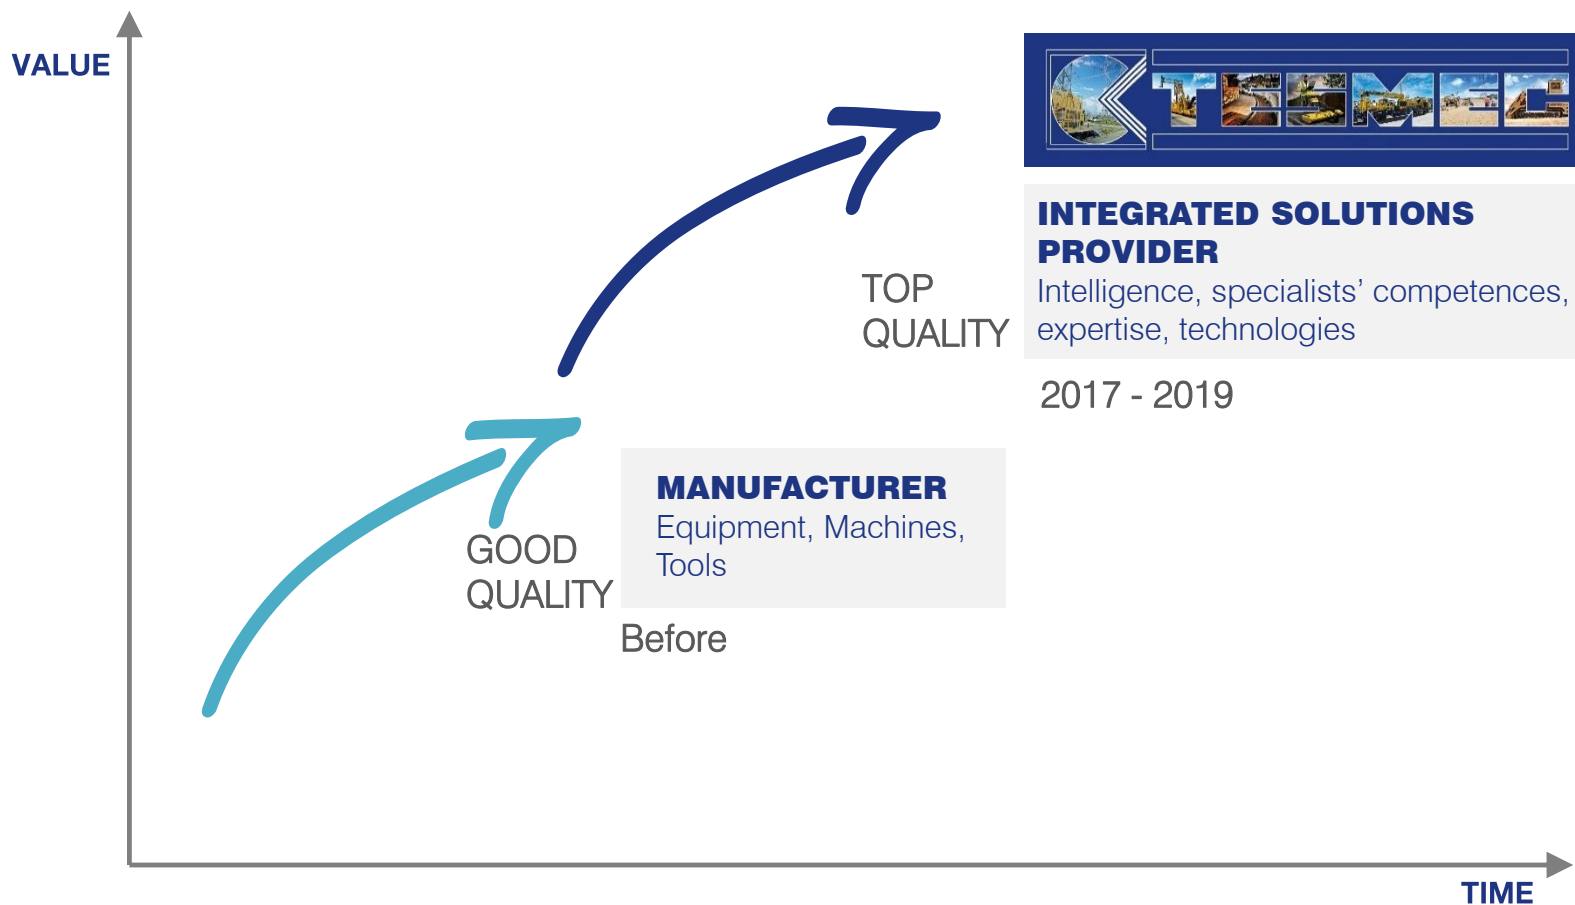 VALUE
TESMEC
INTEGRATED SOLUTIONS
PROVIDER
Intelligence, specialists’ competences,
expertise, technologies
TOP
QUALITY
2017 - 2019
MANUFACTURER
Equipment, Machines,
Tools
GOOD
QUALITY
Before
TIME